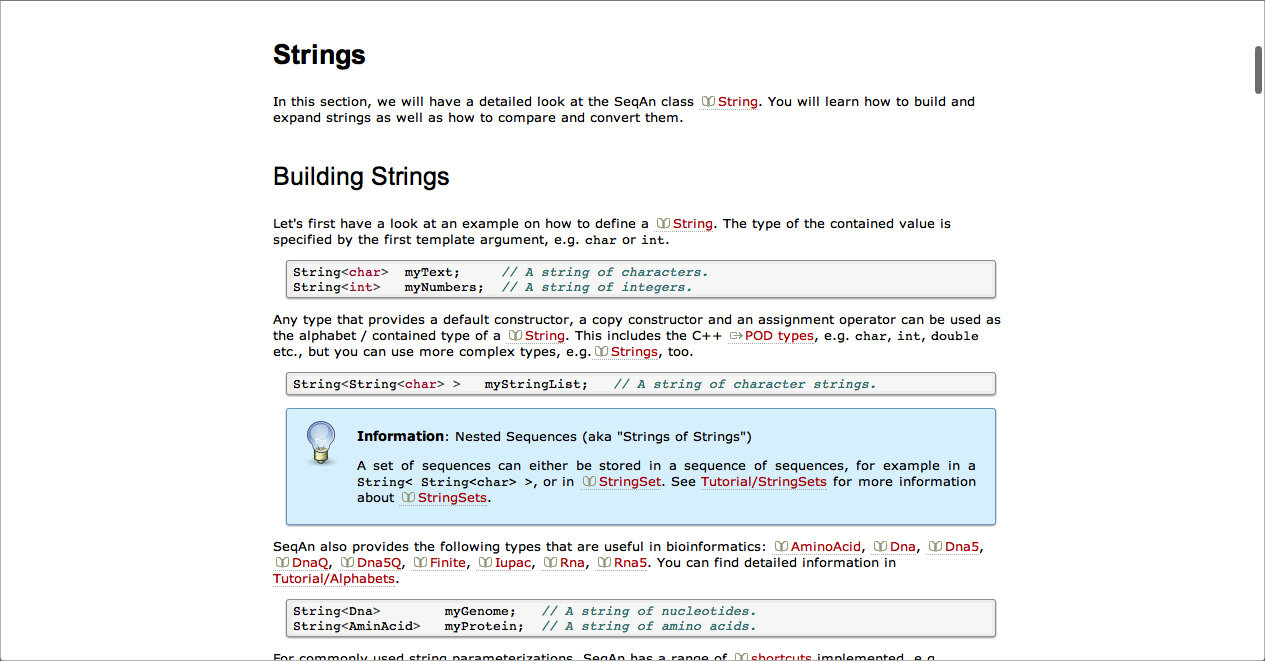 Strings
In this section, we will have a detailed look at the SeqAn class String. You will learn how to build and
expand strings as well as how to compare and convert them.
Building Strings
Let's first have a look at an example on how to define a String. The type of the contained value is
specified by the first template argument, e.g. char or int.
String<char>  myText;     // A string of characters.
String<int>   myNumbers;  // A string of integers.
Any type that provides a default constructor, a copy constructor and an assignment operator can be used as
the alphabet / contained type of a String. This includes the C++ POD types, e.g. char, int, double
etc., but you can use more complex types, e.g. Strings, too.
String<String<char> >   myStringList;   // A string of character strings.
Information: Nested Sequences (aka "Strings of Strings")
A set of sequences can either be stored in a sequence of sequences, for example in a
String< String<char> >, or in StringSet. See Tutorial/StringSets for more information
about StringSets.
SeqAn also provides the following types that are useful in bioinformatics: AminoAcid, Dna, Dna5,
DnaQ, Dna5Q, Finite, Iupac, Rna, Rna5. You can find detailed information in
Tutorial/Alphabets.
String<Dna>        myGenome;   // A string of nucleotides.
String<AminAcid>   myProtein;  // A string of amino acids.
For commonly used string parameterizations, SeqAn has a range of shortcuts implemented, e.g.